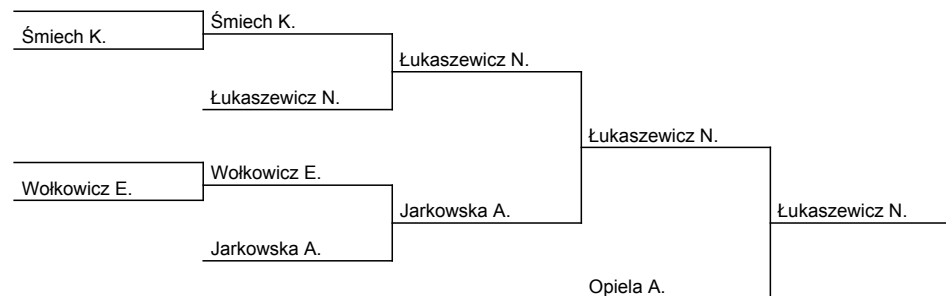 Śmiech K.
Śmiech K.
Łukaszewicz N.
Łukaszewicz N.
Łukaszewicz N.
Wołkowicz E.
Wołkowicz E.
Jarkowska A.
Łukaszewicz N.
Jarkowska A.
Opiela A.